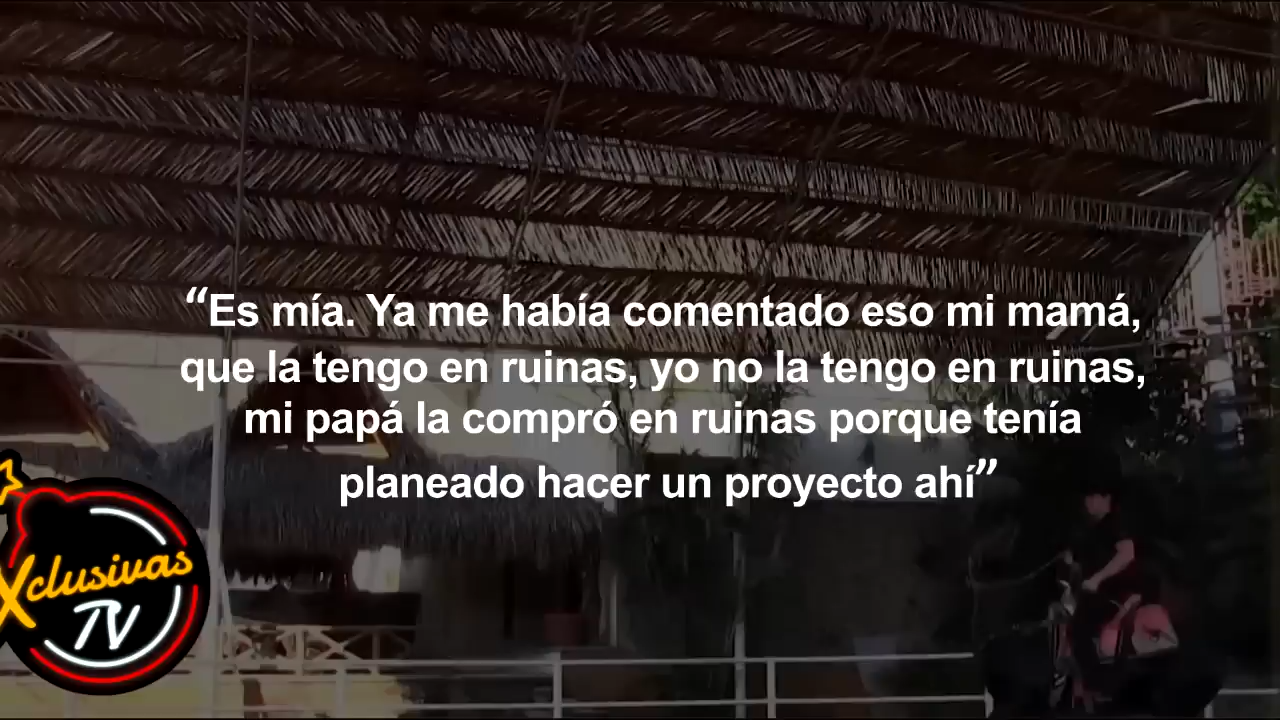 “Es mía. Ya me había comentado eso mi mamá,
que la tengo en ruinas, yo no la tengo en ruinas,
mi papá la compró en ruinas porque tenía
planeado hacer un proyecto ahí”
Xclusivas
TV